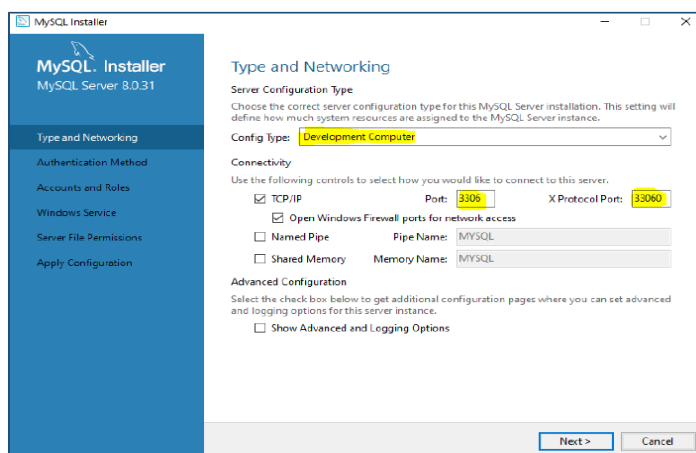 MySQL Installer
MySQL. Installer
MySQL Server 8.0.31
Type and Networking
Authentication Method
Accounts and Roles
Windows Service
Server File Permissions
Apply Configuration
Type and Networking
Server Configuration Type
Choose the correct server configuration type for this MySQL Server installation. This setting will
define how much system resources are assigned to the MySQL Server instance.
Config Type: Development Computer
Connectivity
Use the following controls to select how you would like to connect to this server.
TCP/IP Port: 3306 X Protocol Port: 33060
Open Windows Firewall ports for network access
Named Pipe Pipe Name: MYSQL
Shared Memory Memory Name: MYSQL
Advanced Configuration
Select the check box below to get additional configuration pages where you can set advanced
and logging options for this server instance.
Show Advanced and Logging Options
Next > Cancel